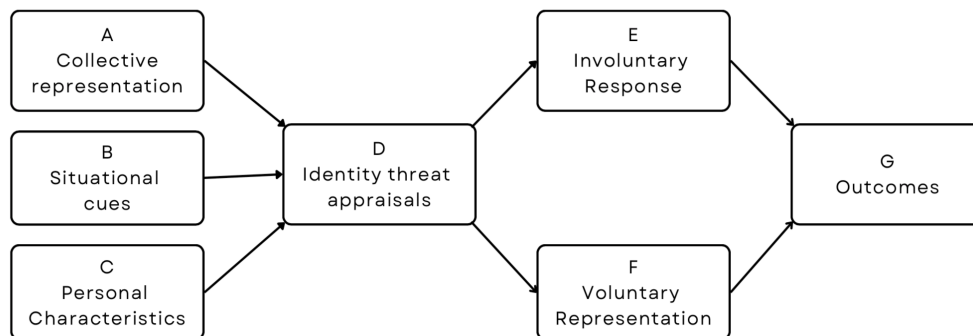 A
Collective
representation
B
Situational
cues
C
Personal
Characteristics
D
Identity threat
appraisals
E
Involuntary
Response
F
Voluntary
Representation
G
Outcomes